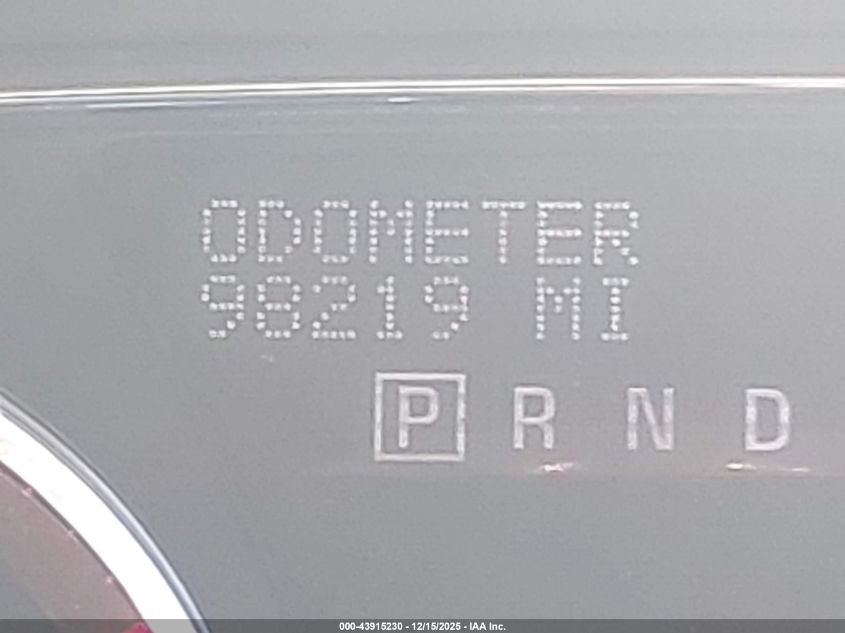 ODOMETER
98219 MI
P R N D
000-43915230 - 12/15/2025 - IAA Inc.